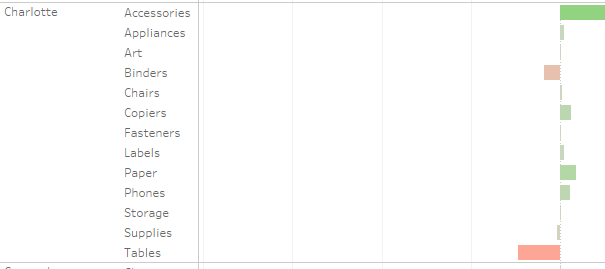 Charlotte Accessories
Appliances
Art
Binders
Chairs
Copiers
Fasteners
Labels
Paper
Phones
Storage
Supplies
Tables